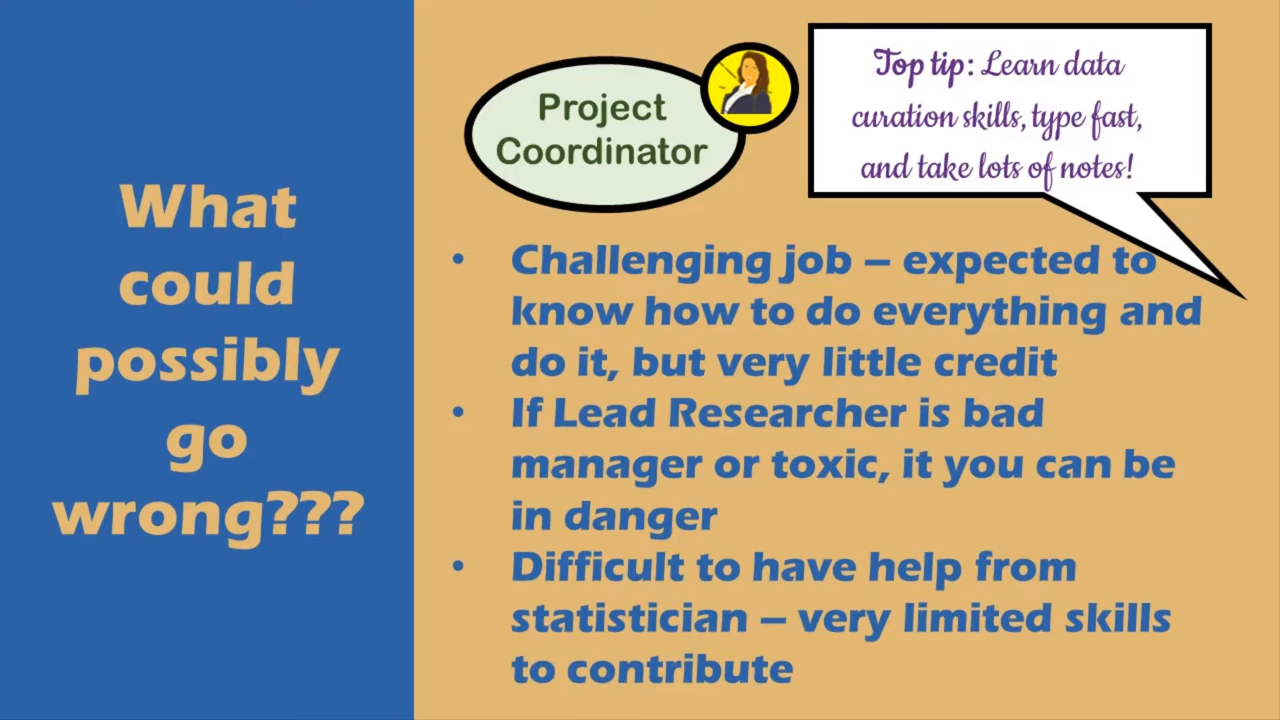 What
could
possibly
go
wrong???
Project
Coordinator
Top tip: Learn data
curation skills, type fast,
and take lots of notes!
• Challenging job – expected to
know how to do everything and
do it, but very little credit
• If Lead Researcher is bad
manager or toxic, it you can be
in danger
• Difficult to have help from
statistician – very limited skills
to contribute